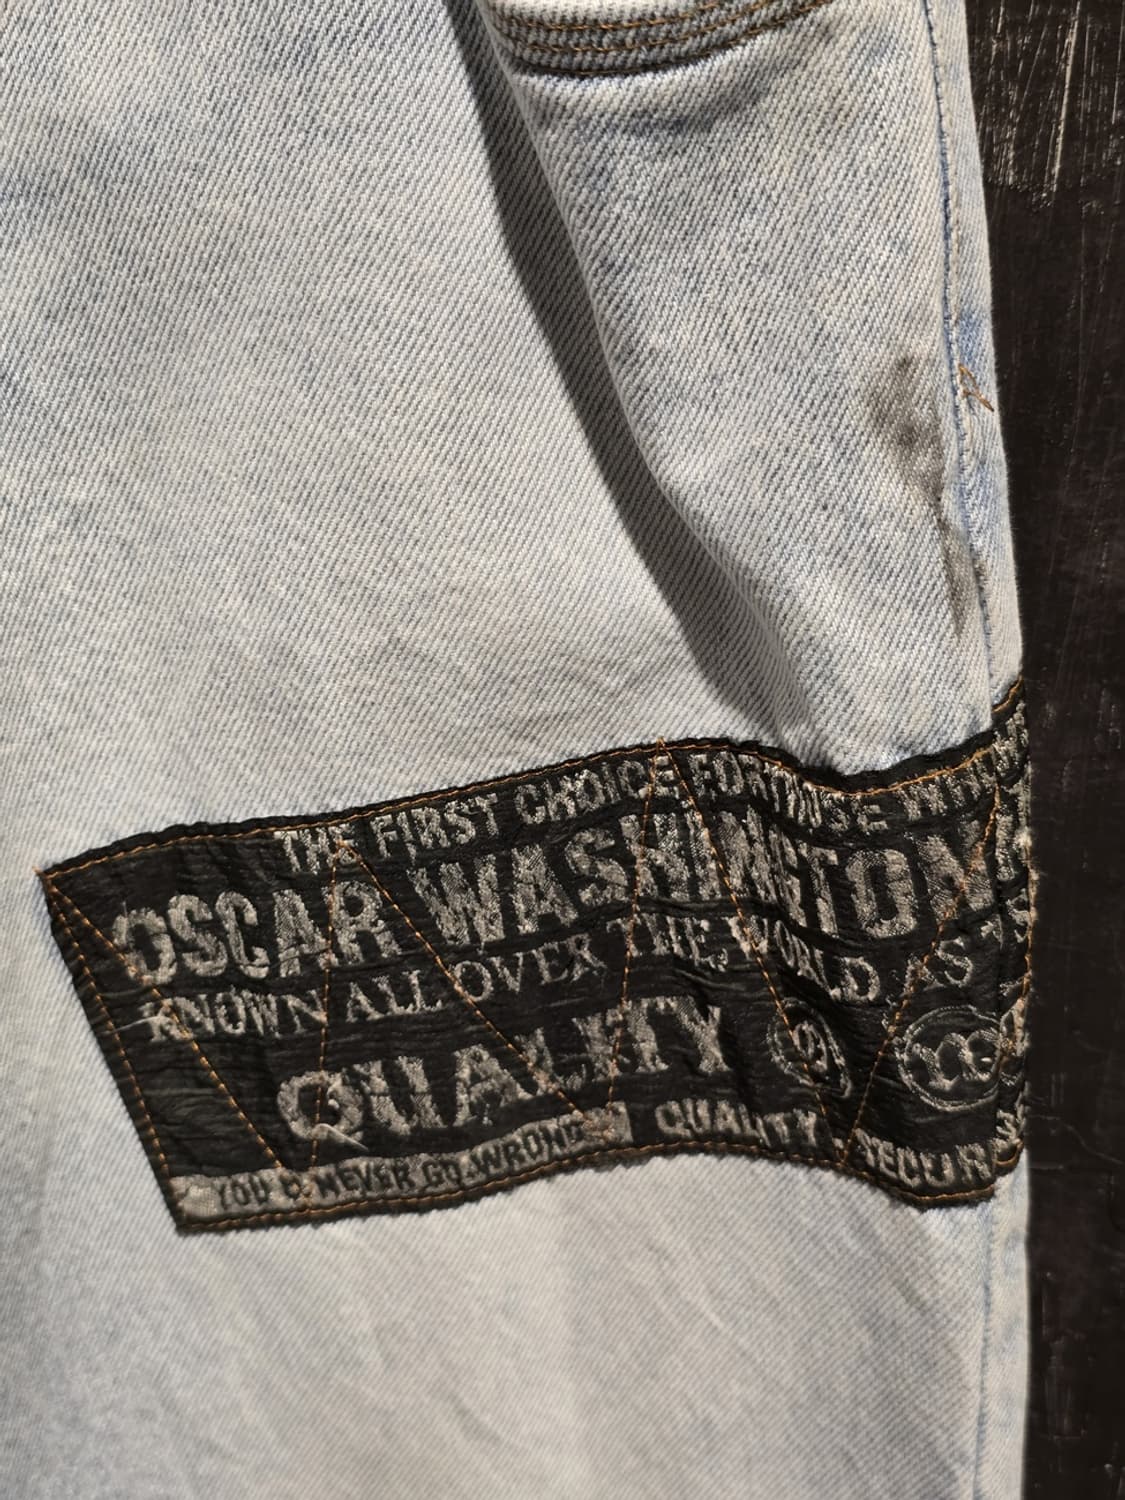 THE FIRST CHOICE FOR THOSE WHO
OSCAR WASHINGTON
KNOWN ALL OVER THE WORLD AS
QUALITY
YOU NEVER GO WRONG QUALITY